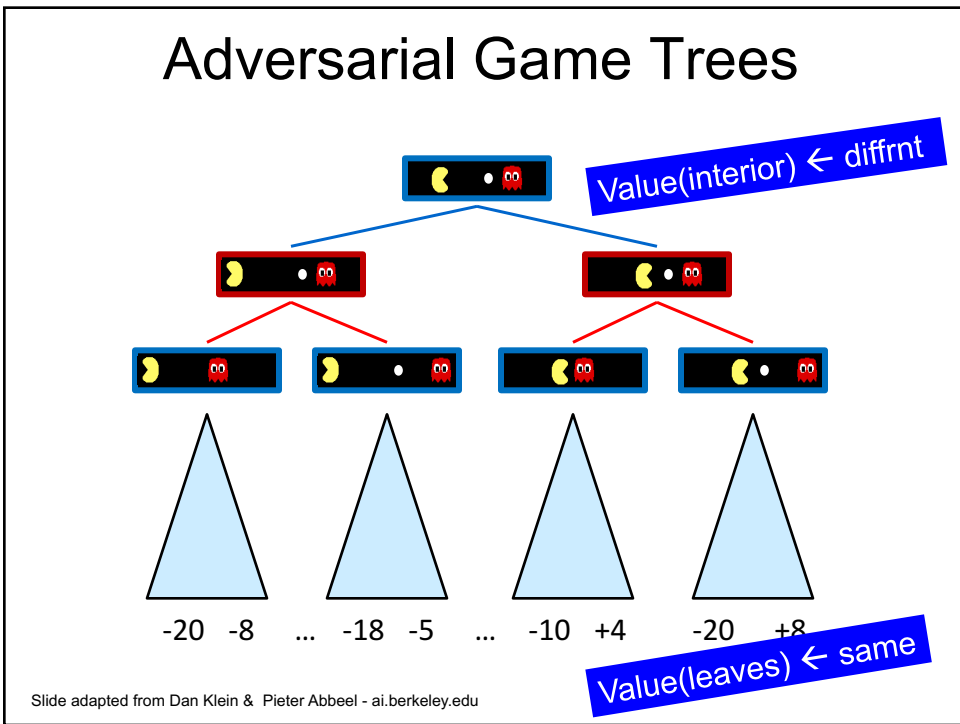 Adversarial Game Trees
Value(interior) ← diffrnt
-20 -8 ... -18 -5 ... -10 +4 -20 +8
Value(leaves) ← same
Slide adapted from Dan Klein & Pieter Abbeel - ai.berkeley.edu